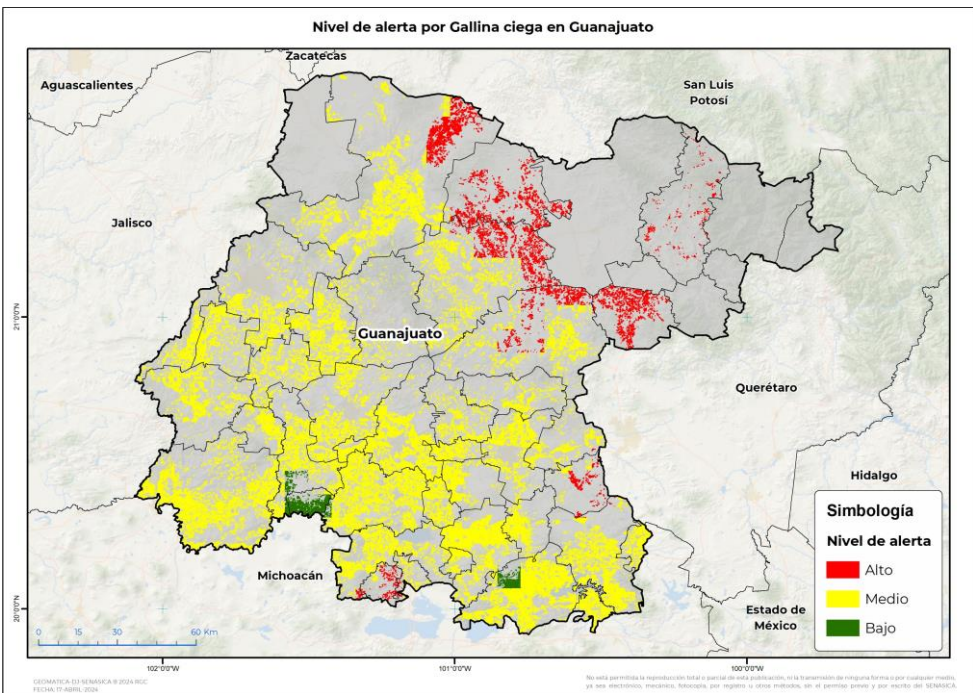 Nivel de alerta por Gallina ciega en Guanajuato
Zacatecas
Aguascalientes
San Luis
Potosí
Jalisco
21°0'0"N
Guanajuato
Querétaro
Hidalgo
Simbología
Nivel de alerta
Alto
Medio
Bajo
Michoacán
Estado de
México
20°0'0"N
0 15 30 60 Km
102°0'0"W 101°0'0"W 100°0'0"W
GEOMATICA-DJ-SENASICA ® 2024 RGC
FECHA: 17-ABRIL-2024
No está permitida la reproducción total o parcial de esta publicación, ni la transmisión de ninguna forma o por cualquier medio,
ya sea electrónico, mecánico, fotocopia, por registro u otros métodos, sin el permiso previo y por escrito del SENASICA.